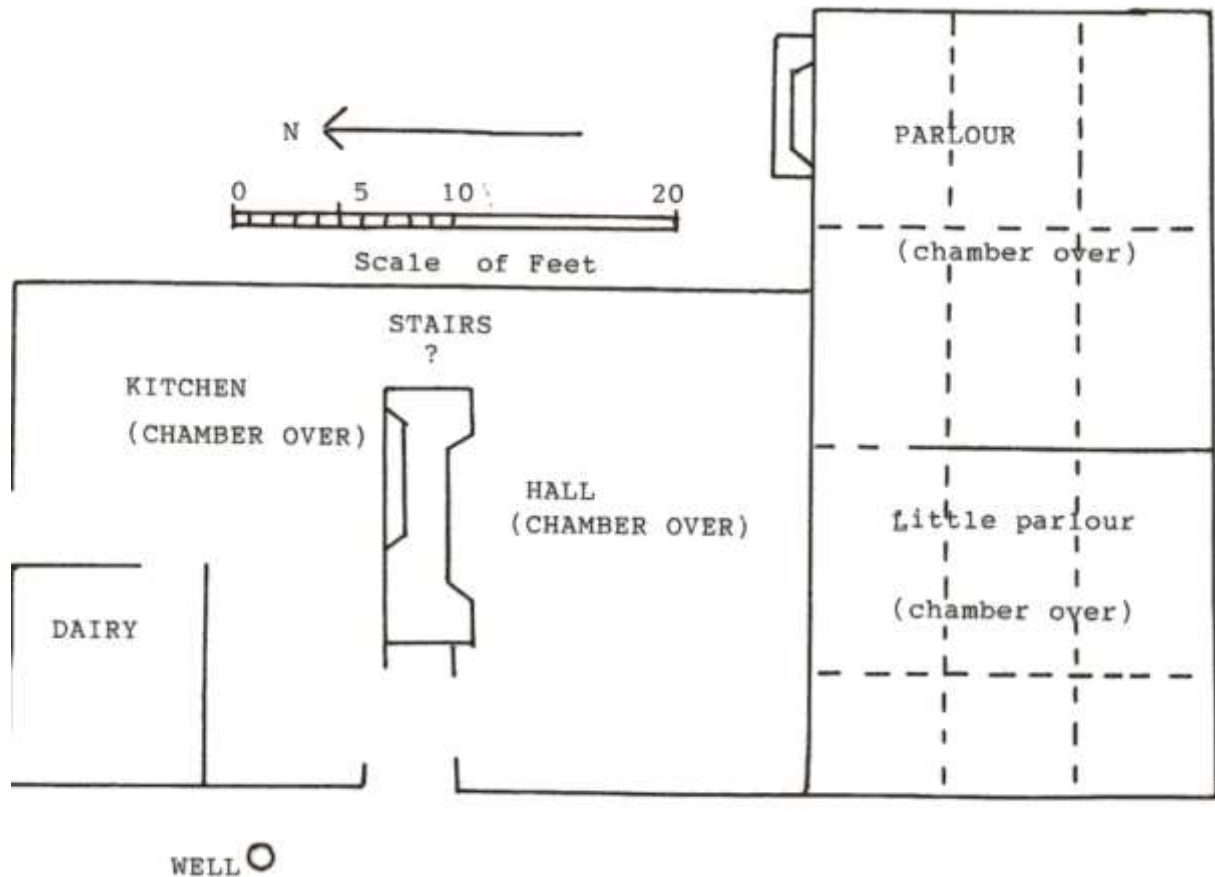 N
0 5 10 20
Scale of Feet
PARLOUR
(chamber over)
STAIRS
?
KITCHEN
(CHAMBER OVER)
HALL
(CHAMBER OVER)
Little parlour
(chamber over)
DAIRY
WELL